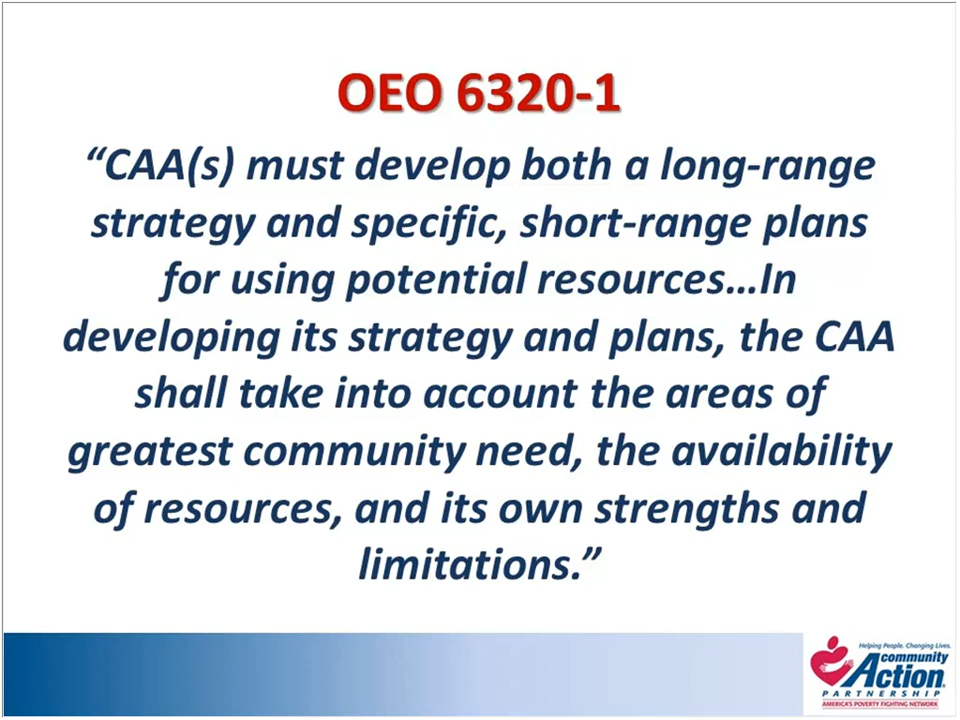 OEO 6320-1
“CAA(s) must develop both a long-range
strategy and specific, short-range plans
for using potential resources…In
developing its strategy and plans, the CAA
shall take into account the areas of
greatest community need, the availability
of resources, and its own strengths and
limitations.”
Helping People. Changing Lives.
community
Action®
PARTNERSHIP
AMERICA'S POVERTY FIGHTING NETWORK